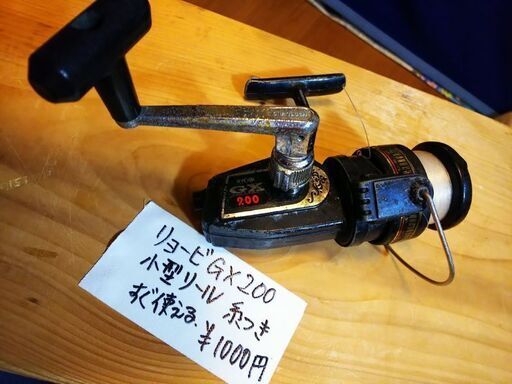 GX
200
リョービGX200
小型リール 糸つき
すぐ使える.
¥1000円